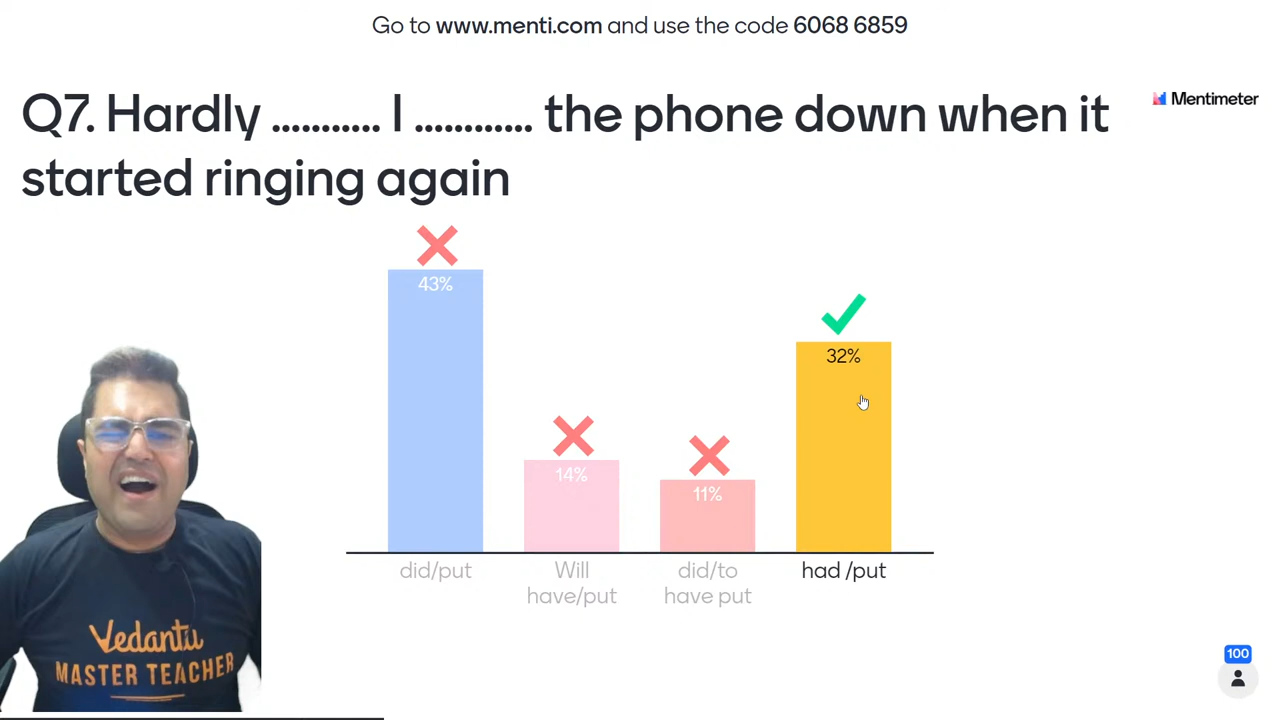 Go to www.menti.com and use the code 6068 6859
Q7. Hardly ........... I ............ the phone down when it
started ringing again
Mentimeter
43%
14%
11%
32%
did/put
Will
have/put
did/to
have put
had /put
Vedantu
MASTER TEACHER
100